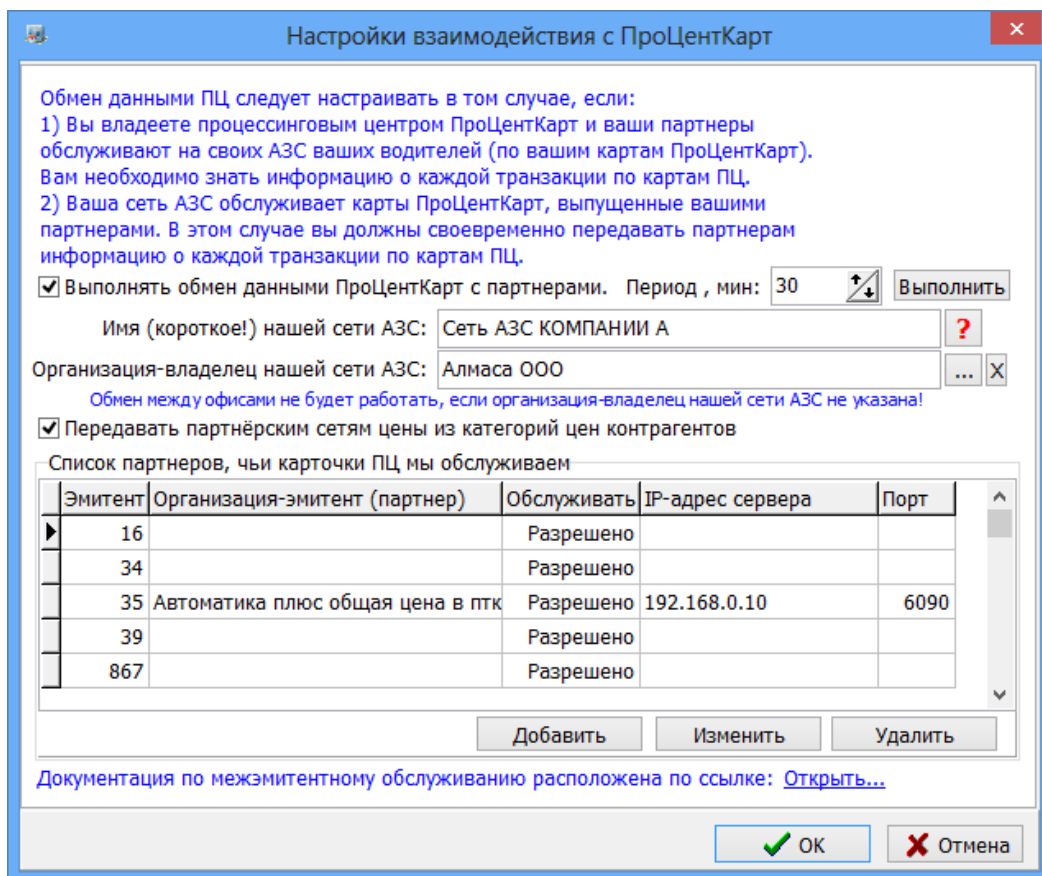 Настройки взаимодействия с ПроЦентКарт
Обмен данными ПЦ следует настраивать в том случае, если:
1) Вы владеете процессинговым центром ПроЦентКарт и ваши партнеры
обслуживают на своих АЗС ваших водителей (по вашим картам ПроЦентКарт).
Вам необходимо знать информацию о каждой транзакции по картам ПЦ.
2) Ваша сеть АЗС обслуживает карты ПроЦентКарт, выпущенные вашими
партнерами. В этом случае вы должны своевременно передавать партнерам
информацию о каждой транзакции по картам ПЦ.
Выполнять обмен данными ПроЦентКарт с партнерами. Период , мин: 30 Выполнить
Имя (короткое!) нашей сети АЗС: Сеть АЗС КОМПАНИИ А ?
Организация-владелец нашей сети АЗС: Алмаса ООО ... X
Обмен между офисами не будет работать, если организация-владелец нашей сети АЗС не указана!
Передавать партнёрским сетям цены из категорий цен контрагентов
Список партнеров, чьи карточки ПЦ мы обслуживаем
Эмитент Организация-эмитент (партнер) Обслуживать IP-адрес сервера Порт
16 Разрешено
34 Разрешено
35 Автоматика плюс общая цена в птк Разрешено 192.168.0.10 6090
39 Разрешено
867 Разрешено
Добавить Изменить Удалить
Документация по межэмитентному обслуживанию расположена по ссылке: Открыть...
OK Отмена